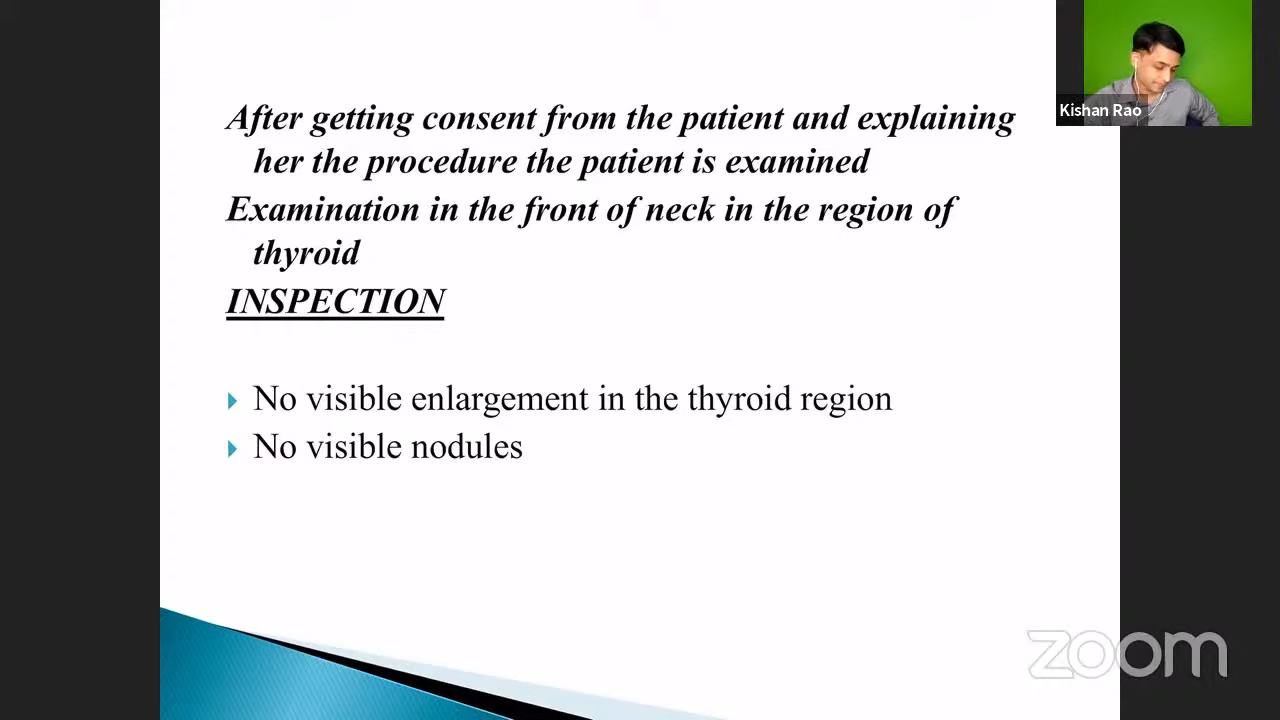 After getting consent from the patient and explaining
her the procedure the patient is examined
Examination in the front of neck in the region of
thyroid
INSPECTION
No visible enlargement in the thyroid region
No visible nodules
Kishan Rao
zoom